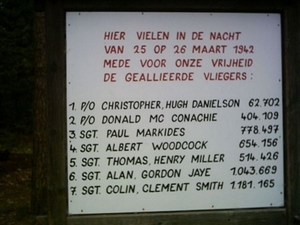 HIER VIELEN IN DE NACHT
VAN 25 OP 26 MAART 1942
MEDE VOOR ONZE VRIJHEID
DE GEALLIEERDE VLIEGERS :
1. P/O CHRISTOPHER, HUGH DANIELSON 62.702
2. P/O DONALD MC CONACHIE 404.109
3 SGT. PAUL MARKIDES 778.497
4 SGT. ALBERT WOODCOCK 654.156
5 SGT. THOMAS, HENRY MILLER 514.426
6 SGT. ALAN, GORDON JAYE 1.043.669
7 SGT. COLIN, CLEMENT SMITH 1.181.165